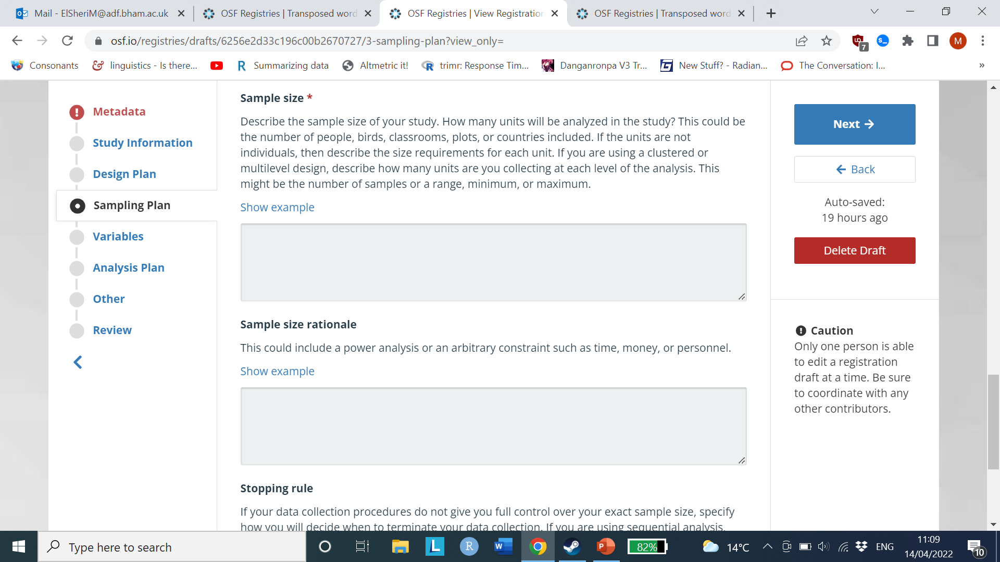 Mail - ElSheriM@adf.bham.ac.uk
OSF Registries | Transposed word
OSF Registries | View Registration
OSF Registries | Transposed word
osf.io/registries/drafts/6256e2d33c196c00b2670727/3-sampling-plan?view_only=
7
S_
M
Consonants
linguistics - Is there...
R Summarizing data
Altmetric it!
trimr: Response Tim...
Danganronpa V3 Tr...
New Stuff? - Radian...
The Conversation: I...
»
Metadata
Study Information
Design Plan
Sampling Plan
Variables
Analysis Plan
Other
Review
Sample size *
Describe the sample size of your study. How many units will be analyzed in the study? This could be
the number of people, birds, classrooms, plots, or countries included. If the units are not
individuals, then describe the size requirements for each unit. If you are using a clustered or
multilevel design, describe how many units are you collecting at each level of the analysis. This
might be the number of samples or a range, minimum, or maximum.
Show example
Sample size rationale
This could include a power analysis or an arbitrary constraint such as time, money, or personnel.
Show example
Stopping rule
If your data collection procedures do not give you full control over your exact sample size, specify
how you will decide when to terminate your data collection. If you are using sequential analysis,
Next
Back
Auto-saved:
19 hours ago
Delete Draft
Caution
Only one person is able
to edit a registration
draft at a time. Be sure
to coordinate with any
other contributors.
Type here to search
L
R
W
P
82%
14°C
ENG
11:09
14/04/2022
10